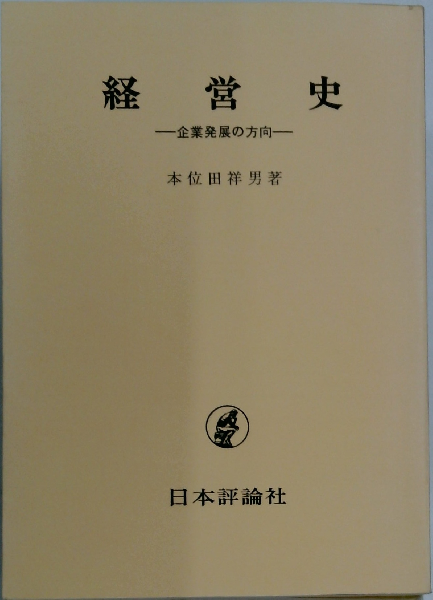 経営史
―企業発展の方向―
本位田祥男著
日本評論社